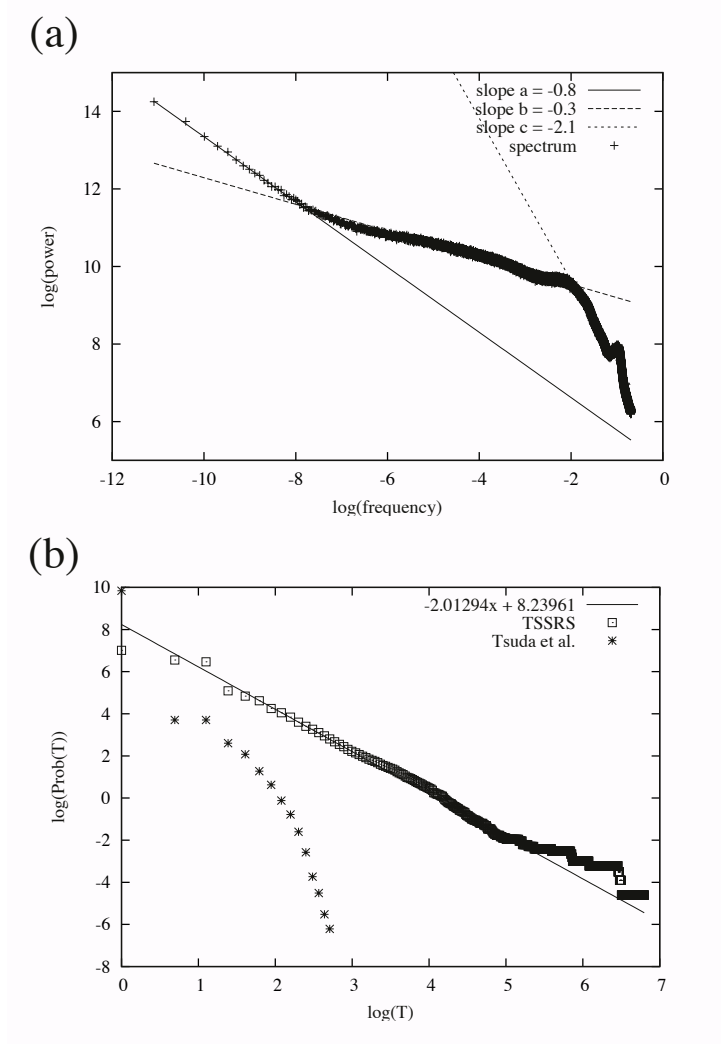 (a)
slope a = -0.8
slope b = -0.3
slope c = -2.1
spectrum
14
12
10
8
6
log(power)
-12 -10 -8 -6 -4 -2 0
log(frequency)
(b)
-2.01294x + 8.23961
TSSRS
Tsuda et al.
10
8
6
4
2
0
-2
-4
-6
-8
log(Prob(T))
0 1 2 3 4 5 6 7
log(T)